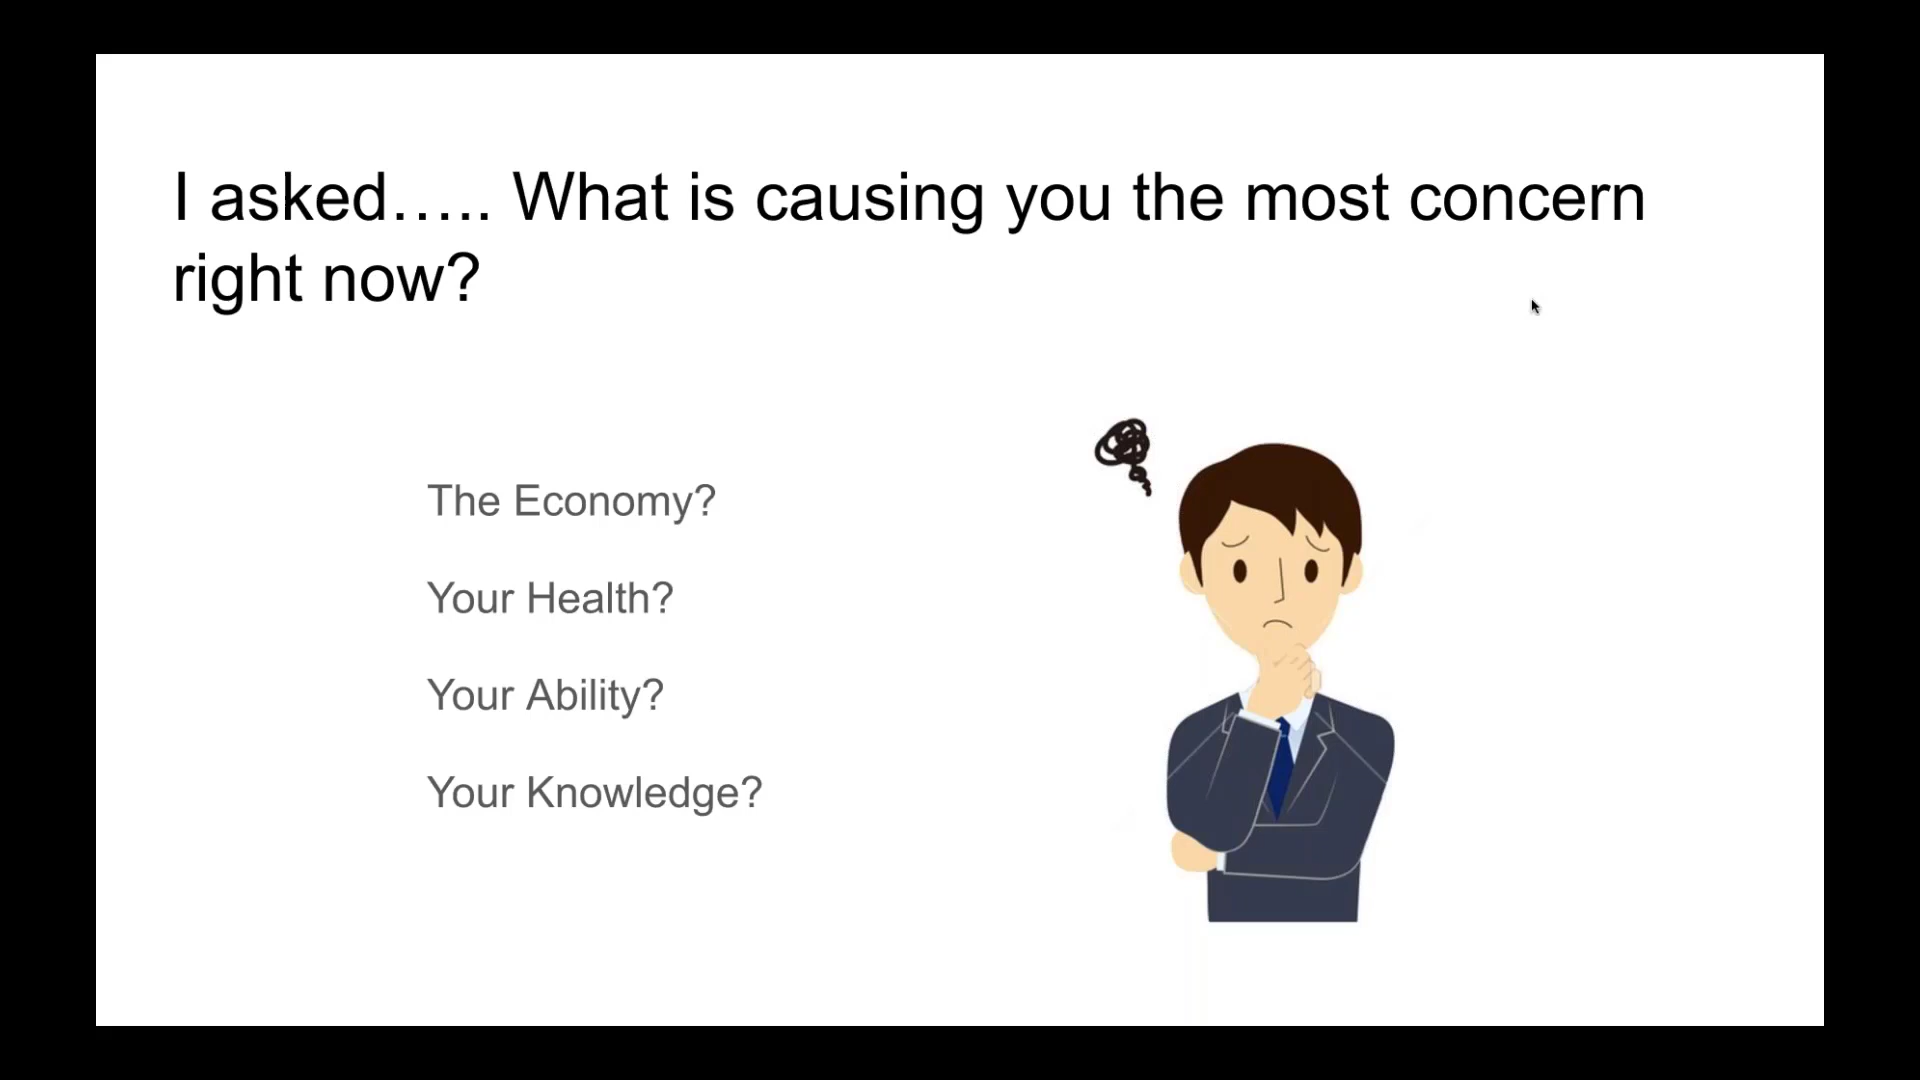 I asked….. What is causing you the most concern
right now?
The Economy?
Your Health?
Your Ability?
Your Knowledge?